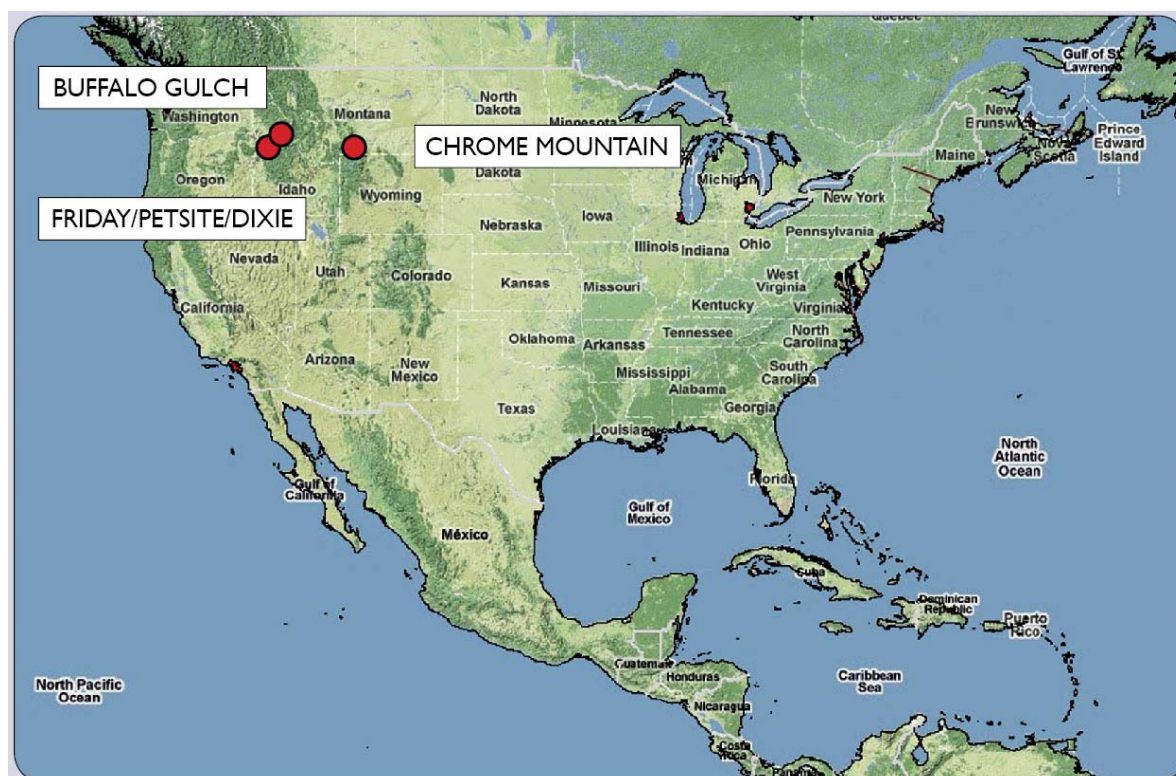 Quebec
Gulf of St
Lawrence
BUFFALO GULCH
Washington
Montana
North
Dakota
Minnesota
New
Brunswick
Prince
Edward
Island
Nova
Scotia
CHROME MOUNTAIN
Maine
Michigan
Oregon
Idaho
Wyoming
Dakota
New York
FRIDAY/PETSITE/DIXIE
Nebraska
Iowa
Illinois
Indiana
Ohio
Pennsylvania
Nevada
Utah
Colorado
Kansas
Missouri
West
Virginia
Kentucky
Virginia
California
Oklahoma
Arkansas
Tennessee
North
Carolina
Arizona
New
Mexico
Mississippi
Alabama
South
Carolina
Texas
Georgia
Louisiana
North
Atlantic
Ocean
Florida
Gulf of
California
Gulf of
Mexico
México
Cuba
Dominican
Republic
Puerto
Rico
Guatemala
Honduras
Caribbean
Sea
North Pacific
Ocean
Nicaragua
Costa
Rica
Panama